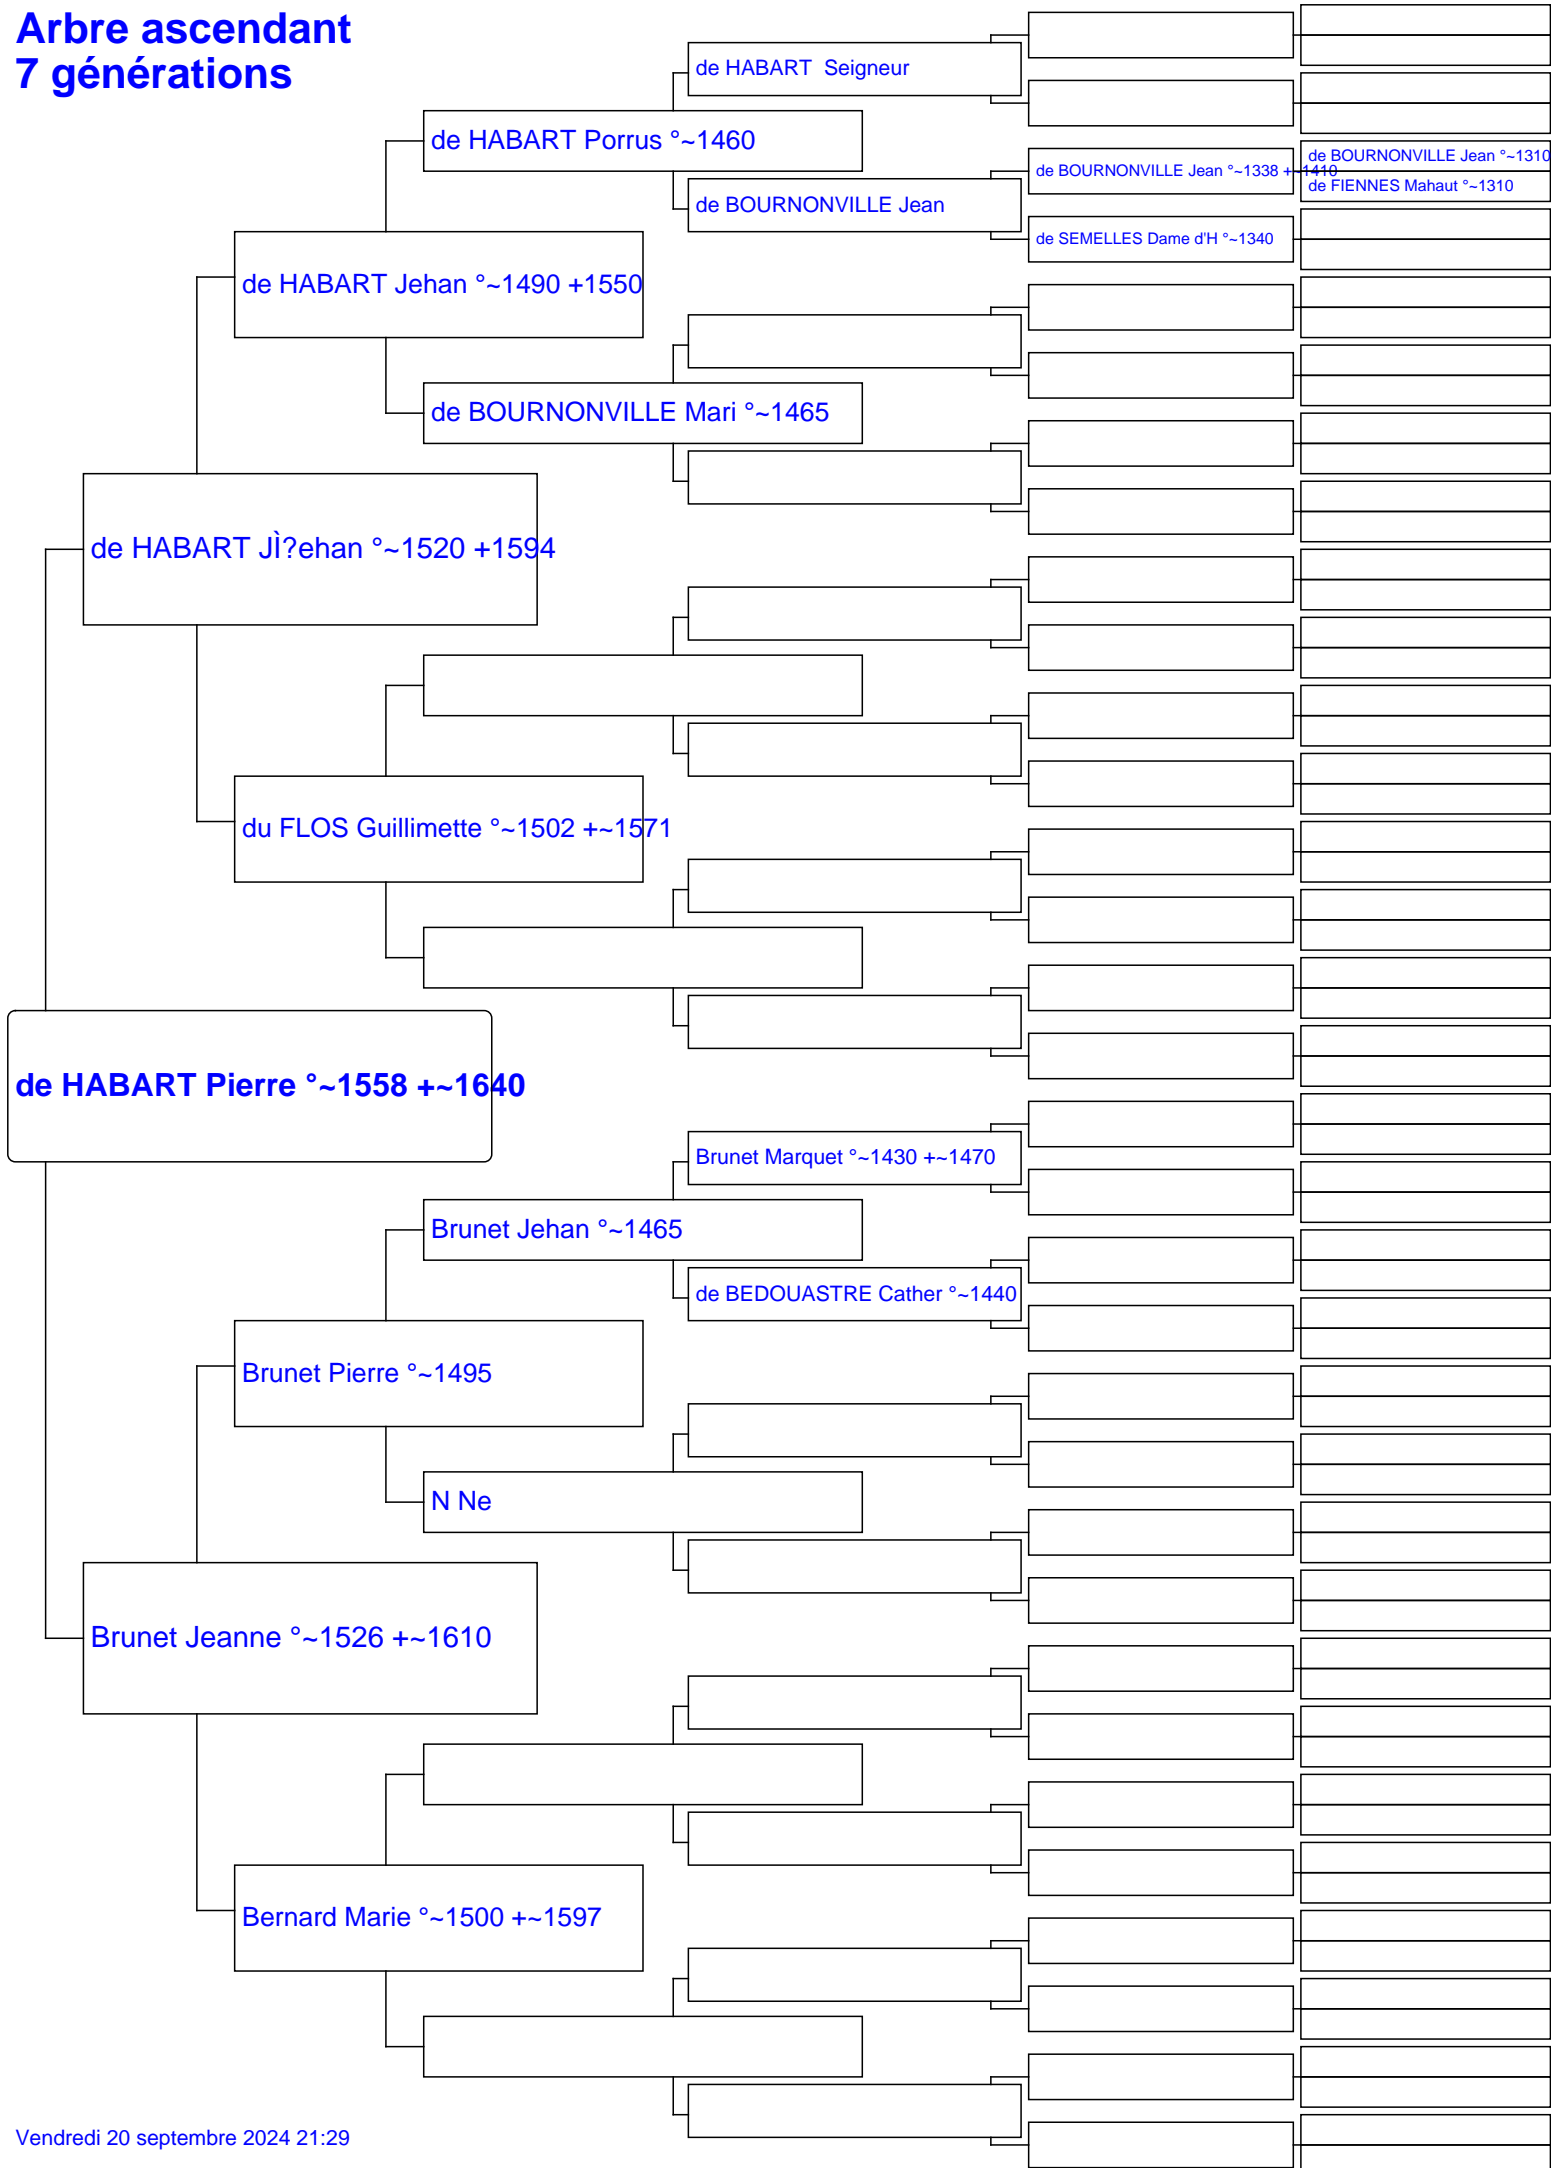 Arbre ascendant
7 générations
de HABART  Seigneur
de HABART Porrus °~1460
de BOURNONVILLE Jean °~1310
de BOURNONVILLE Jean °~1338 +~1410
de FIENNES Mahaut °~1310
de BOURNONVILLE Jean
de SEMELLES Dame d'H °~1340
de HABART Jehan °~1490 +1550
de BOURNONVILLE Mari °~1465
de HABART JÌ?ehan °~1520 +1594
du FLOS Guillimette °~1502 +~1571
de HABART Pierre °~1558 +~1640
Brunet Marquet °~1430 +~1470
Brunet Jehan °~1465
de BEDOUASTRE Cather °~1440
Brunet Pierre °~1495
N Ne
Brunet Jeanne °~1526 +~1610
Bernard Marie °~1500 +~1597
Vendredi 20 septembre 2024 21:29